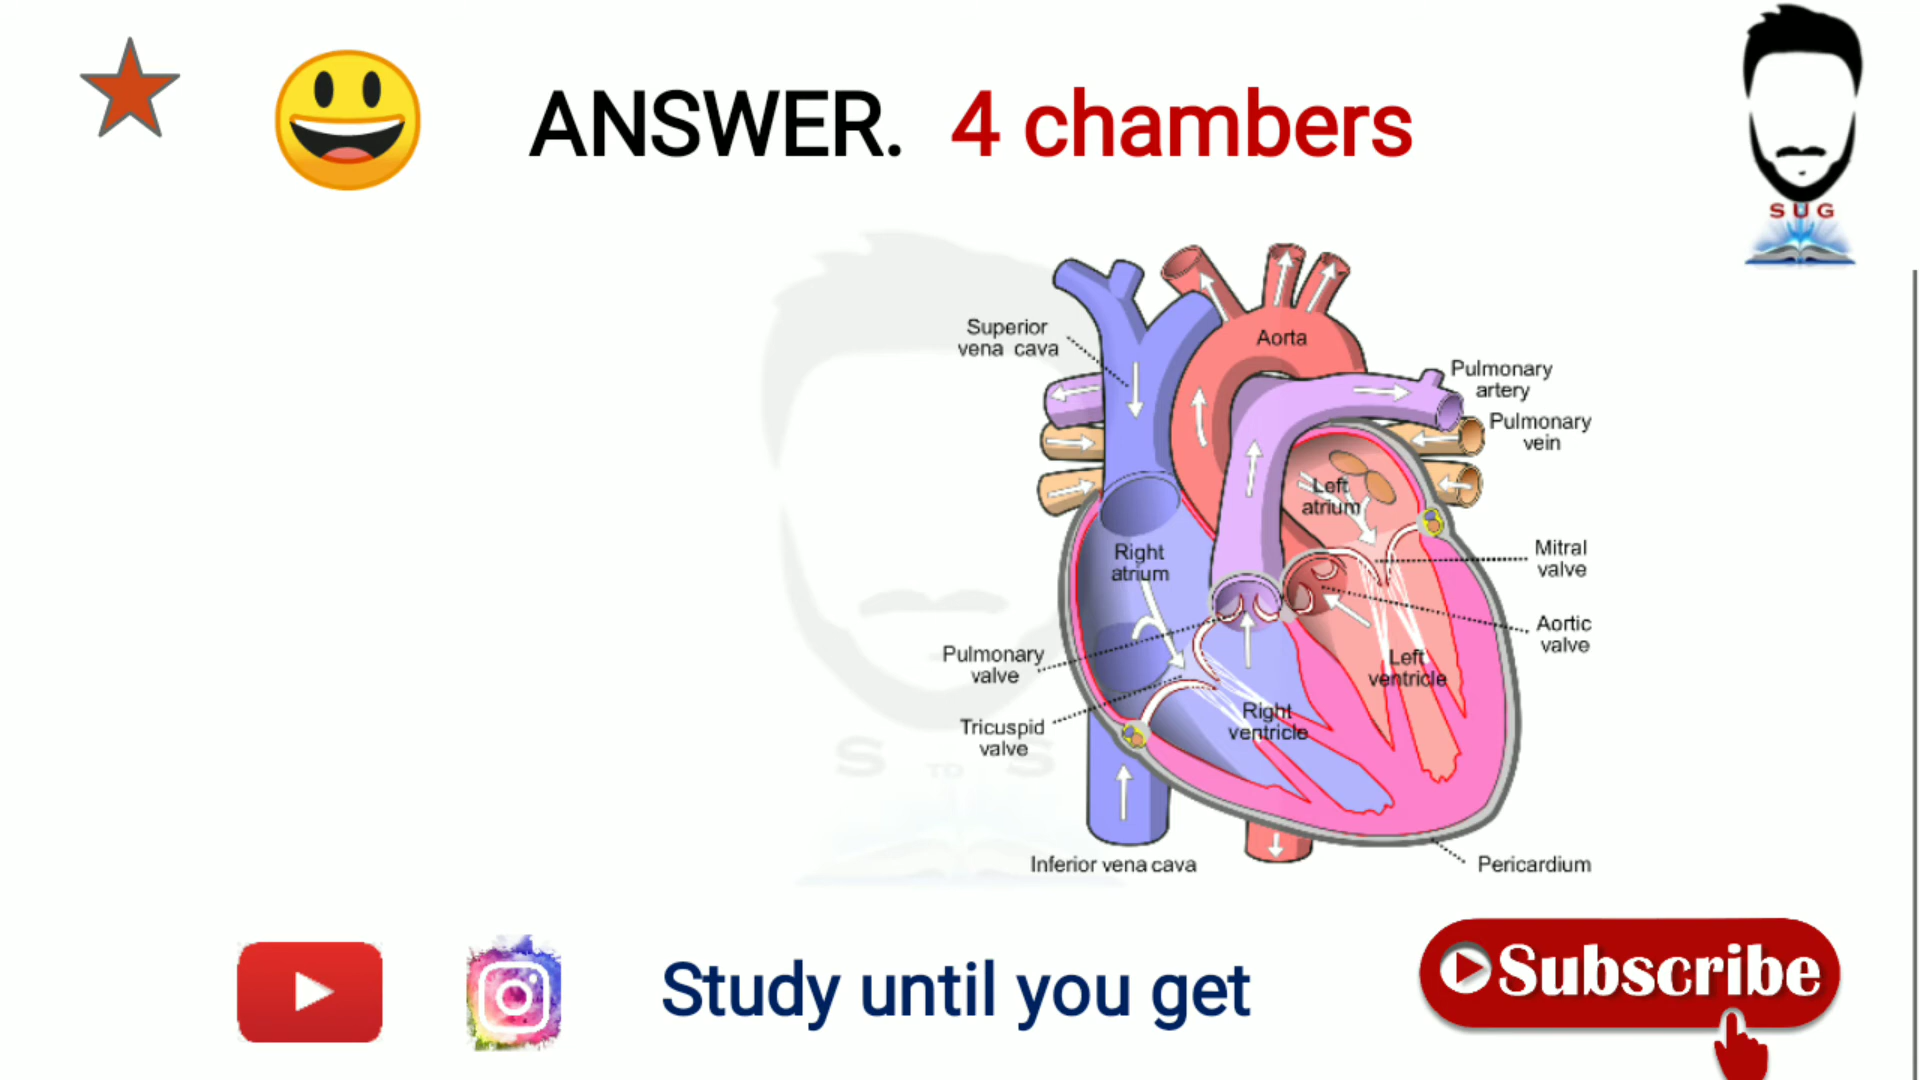 ANSWER. 4 chambers
SUG
Superior
vena cava
Aorta
Pulmonary
artery
Pulmonary
vein
Left
atrium
Right
atrium
Mitral
valve
Aortic
valve
Pulmonary
valve
Left
ventricle
Right
ventricle
Tricuspid
valve
S TO S
Inferior vena cava
Pericardium
Study until you get
Subscribe